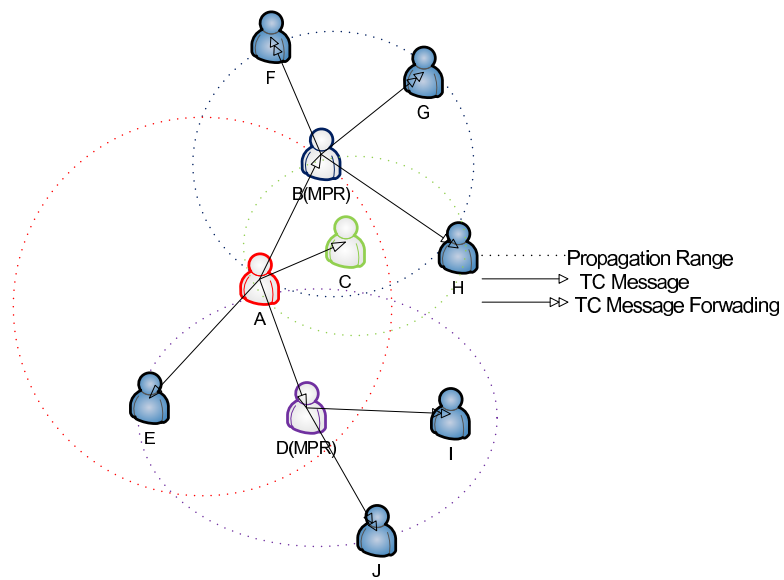 F
G
B(MPR)
C
H
Propagation Range
TC Message
TC Message Forwading
A
E
D(MPR)
I
J